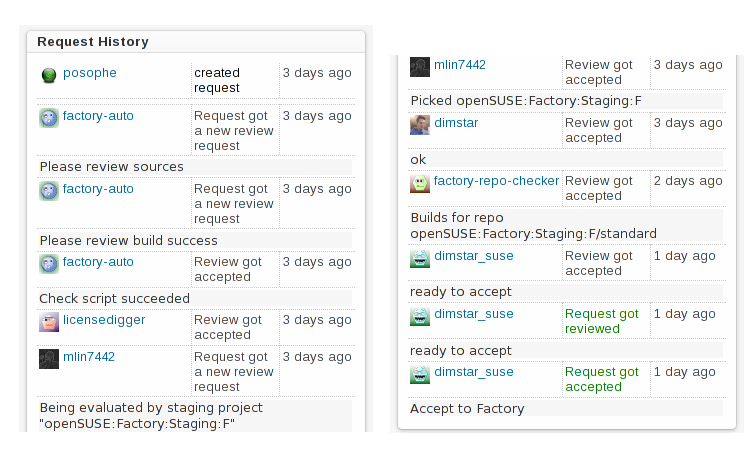 Request History
posophe created 3 days ago
request
factory-auto Request got 3 days ago
a new review
request
Please review sources
factory-auto Request got 3 days ago
a new review
request
Please review build success
factory-auto Review got 3 days ago
accepted
Check script succeeded
licensedigger Review got 3 days ago
accepted
mlin7442 Request got 3 days ago
a new review
request
Being evaluated by staging project
"openSUSE:Factory:Staging:F"
mlin7442 Review got 3 days ago
accepted
Picked openSUSE:Factory:Staging:F
dimstar Review got 3 days ago
accepted
ok
factory-repo-checker Review got 2 days ago
accepted
Builds for repo
openSUSE:Factory:Staging:F/standard
dimstar_suse Review got 1 day ago
accepted
ready to accept
dimstar_suse Request got 1 day ago
reviewed
ready to accept
dimstar_suse Request got 1 day ago
accepted
Accept to Factory